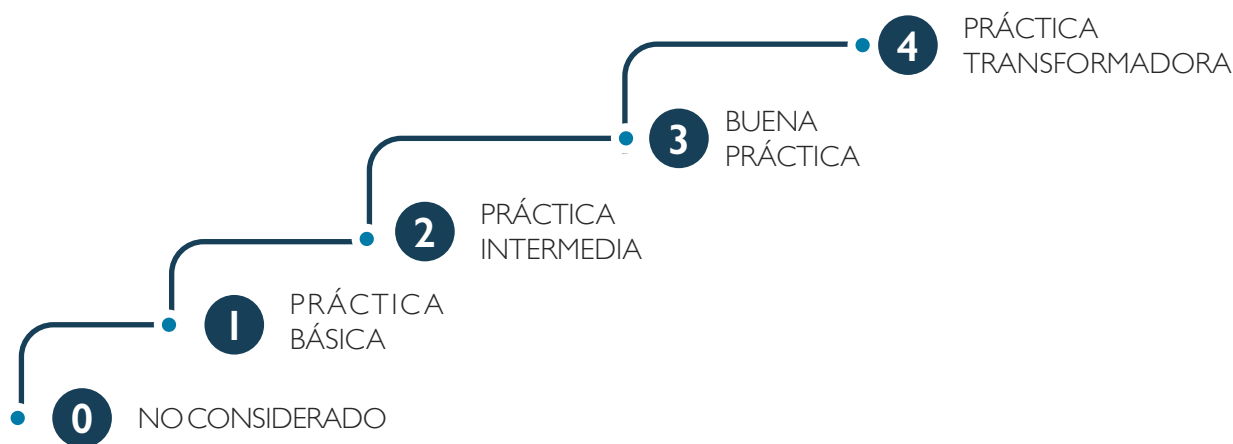 4
PRÁCTICA
TRANSFORMADORA
3
BUENA
PRÁCTICA
2
PRÁCTICA
INTERMEDIA
1
PRÁCTICA
BÁSICA
0
NO CONSIDERADO